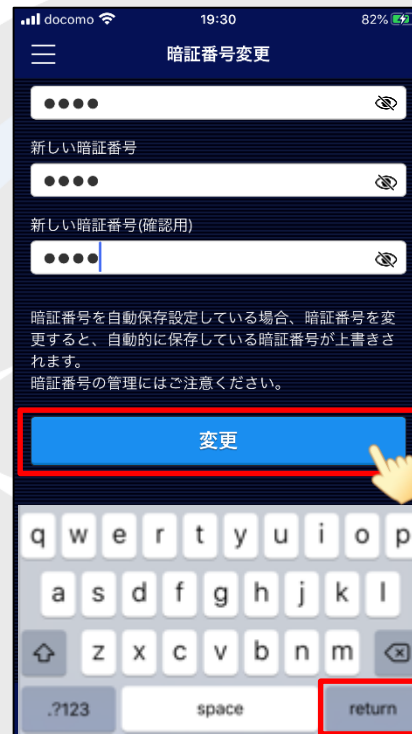 docomo 19:30 82%
暗証番号変更
●●●●
新しい暗証番号
●●●●
新しい暗証番号(確認用)
●●●●
暗証番号を自動保存設定している場合、暗証番号を変
更すると、自動的に保存している暗証番号が上書きさ
れます。
暗証番号の管理にはご注意ください。
変更
q w e r t y u i o p
a s d f g h j k l
z x c v b n m
.?123 space return